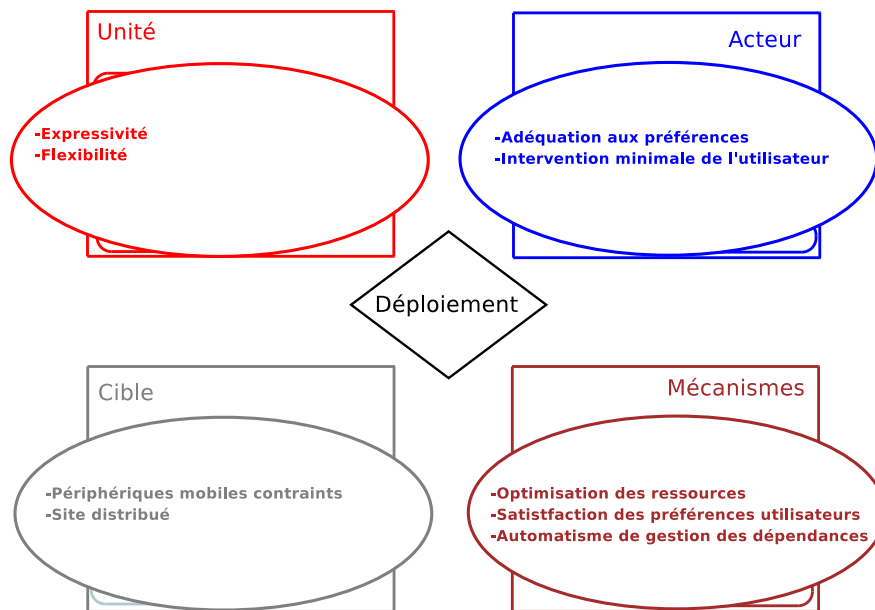 Unité
-Expressivité
-Flexibilité
Acteur
-Adéquation aux préférences
-Intervention minimale de l'utilisateur
Déploiement
Cible
-Périphériques mobiles contraints
-Site distribué
Mécanismes
-Optimisation des ressources
-Satistfaction des préférences utilisateurs
-Automatisme de gestion des dépendances